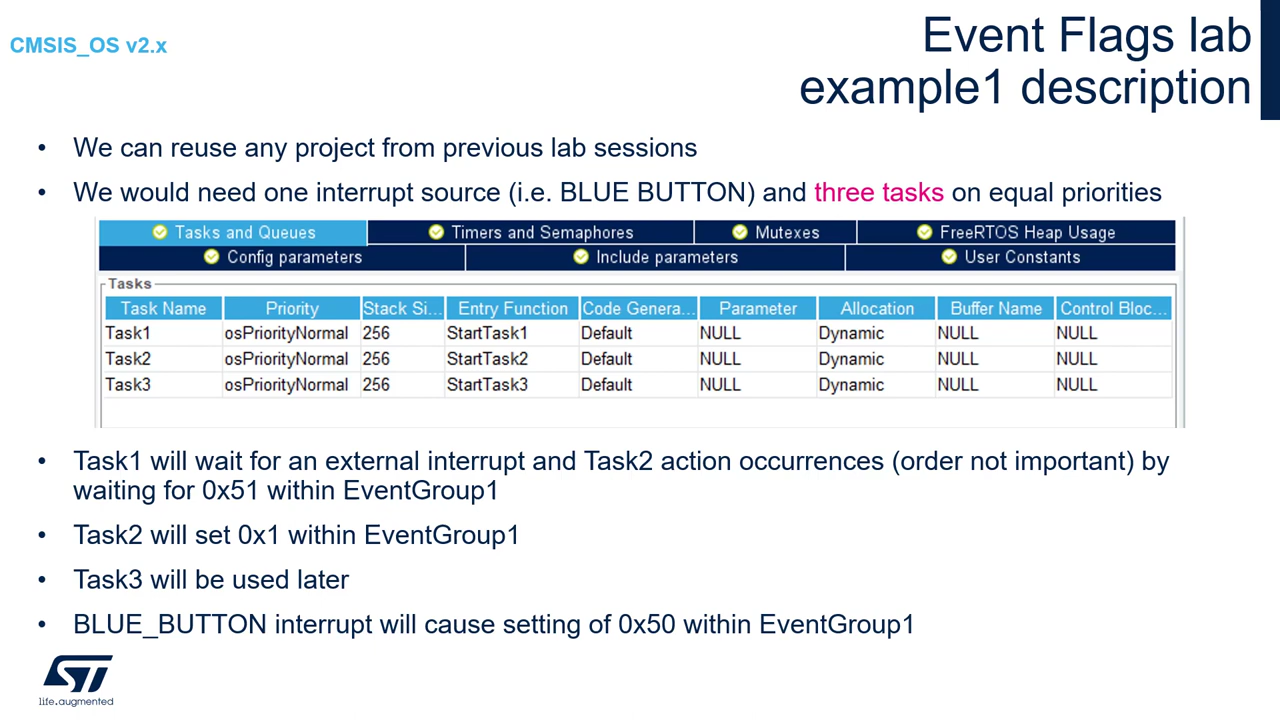 CMSIS_OS v2.x
Event Flags lab
example1 description
• We can reuse any project from previous lab sessions
• We would need one interrupt source (i.e. BLUE BUTTON) and three tasks on equal priorities
Tasks and Queues Timers and Semaphores Mutexes FreeRTOS Heap Usage
Config parameters Include parameters User Constants
Tasks
Task Name Priority Stack Si... Entry Function Code Genera... Parameter Allocation Buffer Name Control Bloc...
Task1 osPriorityNormal 256 StartTask1 Default NULL Dynamic NULL NULL
Task2 osPriorityNormal 256 StartTask2 Default NULL Dynamic NULL NULL
Task3 osPriorityNormal 256 StartTask3 Default NULL Dynamic NULL NULL
• Task1 will wait for an external interrupt and Task2 action occurrences (order not important) by
waiting for 0x51 within EventGroup1
• Task2 will set 0x1 within EventGroup1
• Task3 will be used later
• BLUE_BUTTON interrupt will cause setting of 0x50 within EventGroup1
ST
life.augmented